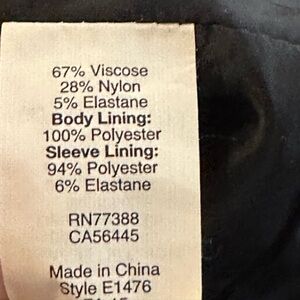 67% Viscose
28% Nylon
5% Elastane
Body Lining:
100% Polyester
Sleeve Lining:
94% Polyester
6% Elastane
RN77388
CA56445
Made in China
Style E1476